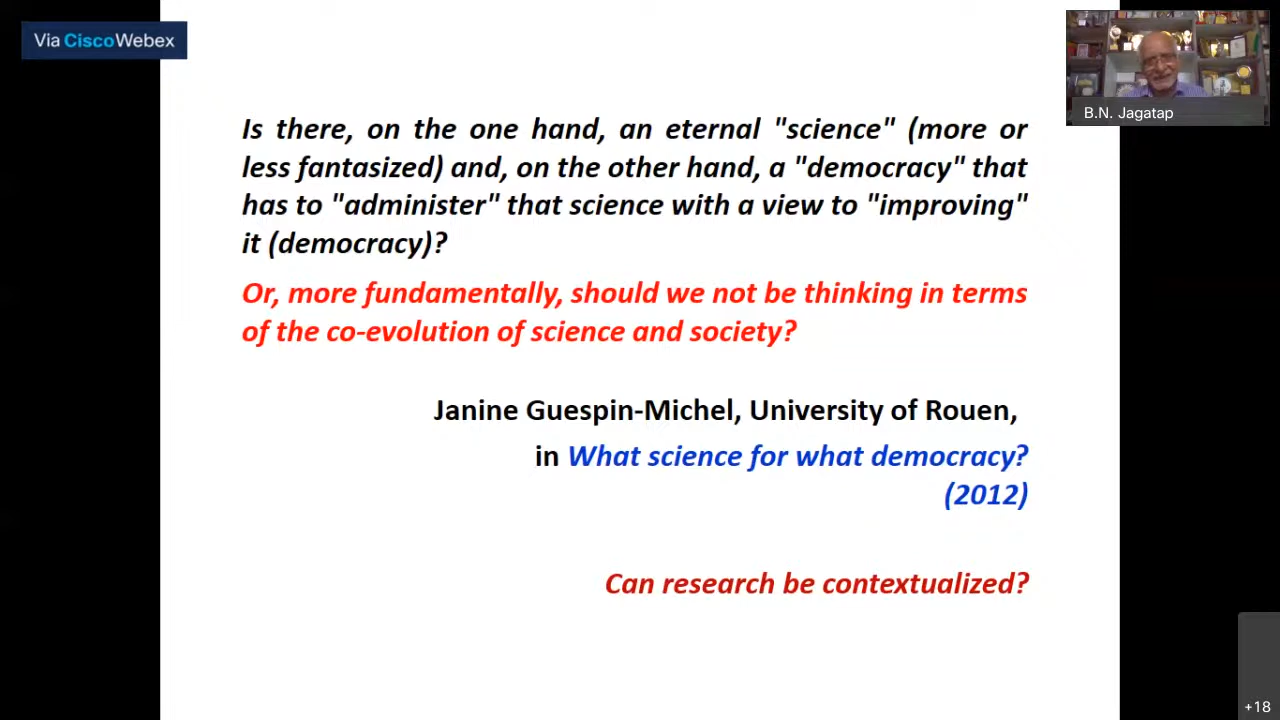 Via CiscoWebex
B.N. Jagatap
Is there, on the one hand, an eternal "science" (more or
less fantasized) and, on the other hand, a "democracy" that
has to "administer" that science with a view to "improving"
it (democracy)?
Or, more fundamentally, should we not be thinking in terms
of the co-evolution of science and society?
Janine Guespin-Michel, University of Rouen,
in What science for what democracy?
(2012)
Can research be contextualized?
+18